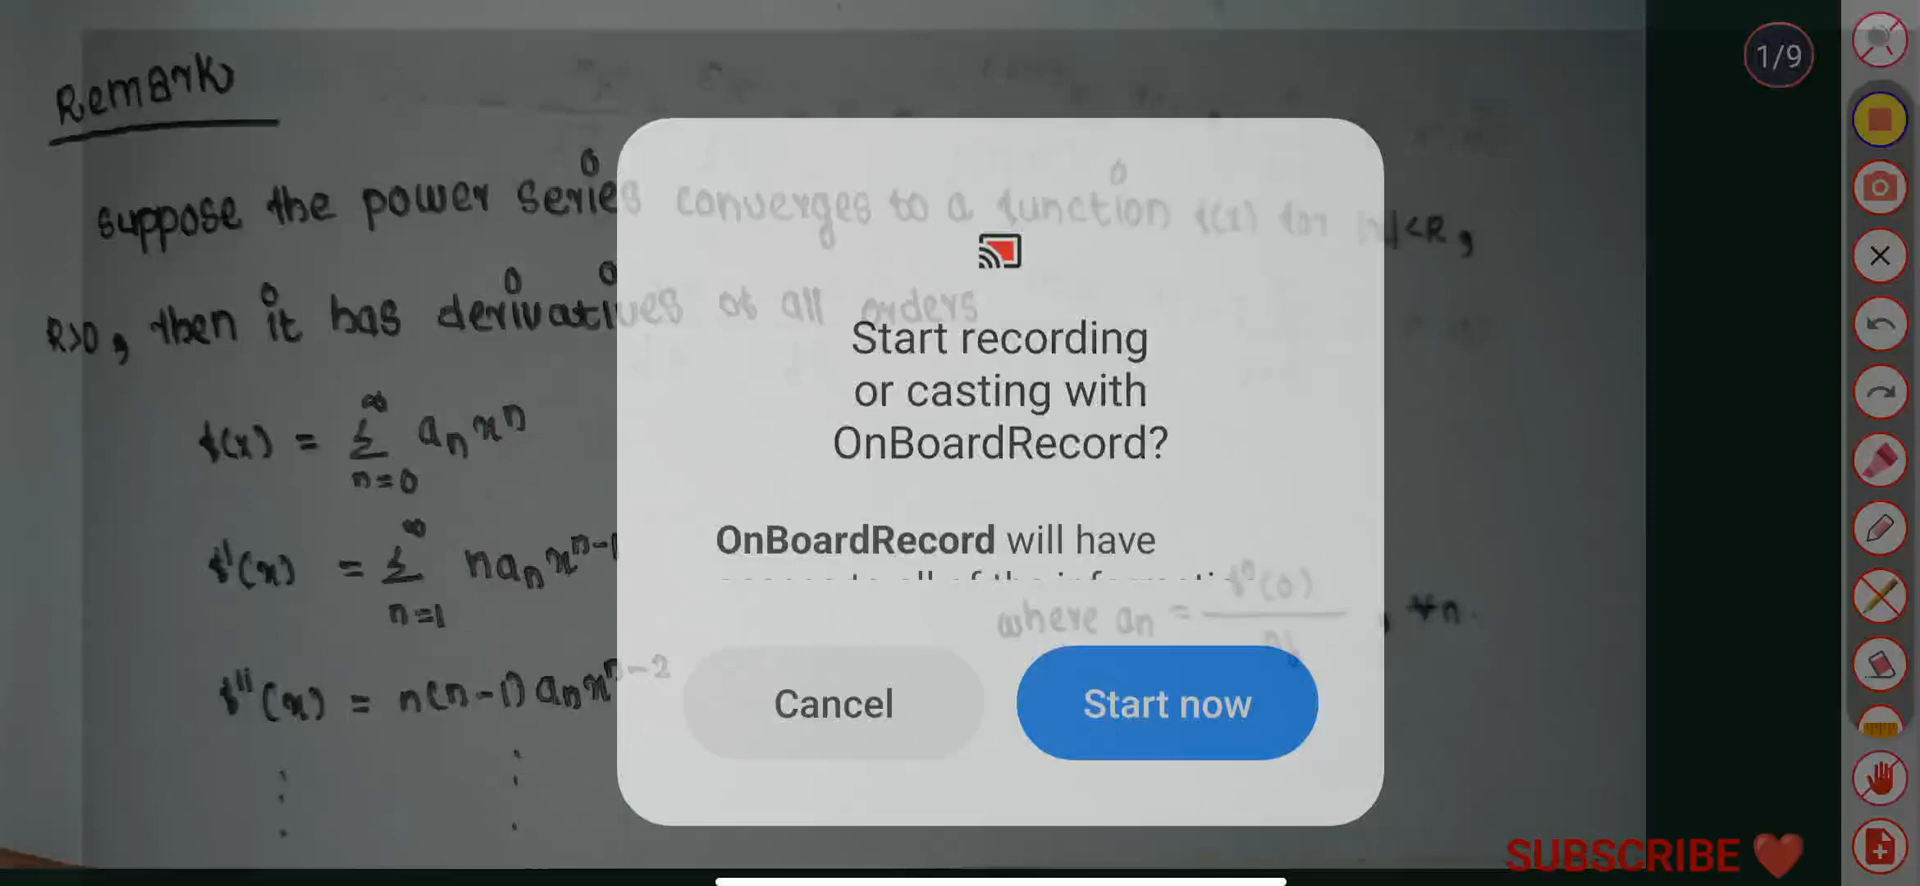 Remark
1/9
suppose the power series converges to a function f(x) for |x|<R,
R>0, then it has derivatives of all orders
Start recording
or casting with
OnBoardRecord?
f(x) = ∑_{n=0}^{∞} a_n x^n
OnBoardRecord will have
f'(x) = ∑_{n=1}^{∞} n a_n x^{n-1}
where a_n = f^n(0)/n! , ∀n.
f''(x) = n(n-1) a_n x^{n-2}
Cancel
Start now
SUBSCRIBE